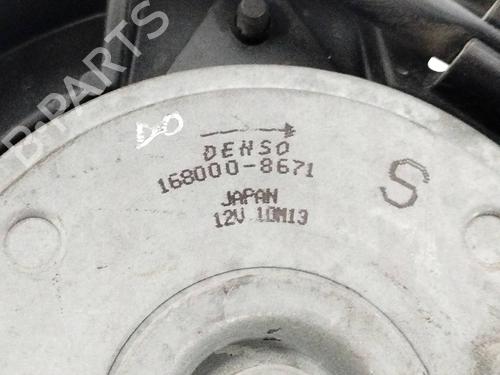 B-PARTS
DENSO
168000-8671
S
JAPAN
12V 10M13